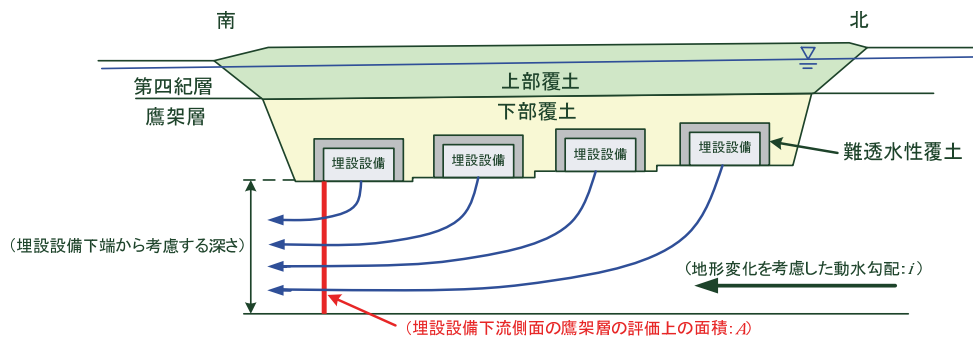 南
北
上部覆土
第四紀層
鷹架層
下部覆土
埋設設備
埋設設備
埋設設備
埋設設備
難透水性覆土
(埋設設備下端から考慮する深さ)
(地形変化を考慮した動水勾配:i)
(埋設設備下流側面の鷹架層の評価上の面積:A)